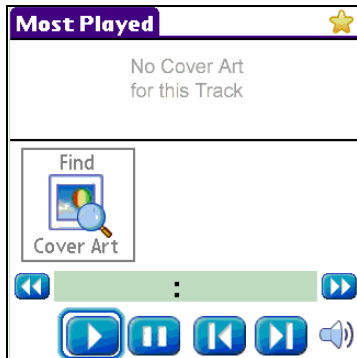 Most Played
No Cover Art
for this Track
Find
Cover Art
: